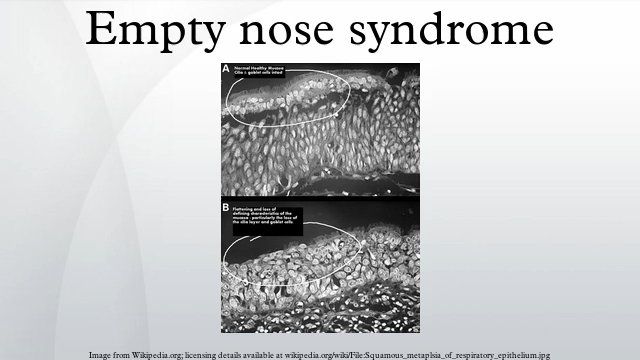 Empty nose syndrome
A
Normal Healthy Mucosa
Cilia & goblet cells intact
B
Flattening and loss of
defining characteristics of the
mucosa - particularly the loss of
the cilia layer and goblet cells
Image from Wikipedia.org; licensing details available at wikipedia.org/wiki/File:Squamous_metaplsia_of_respiratory_epithelium.jpg